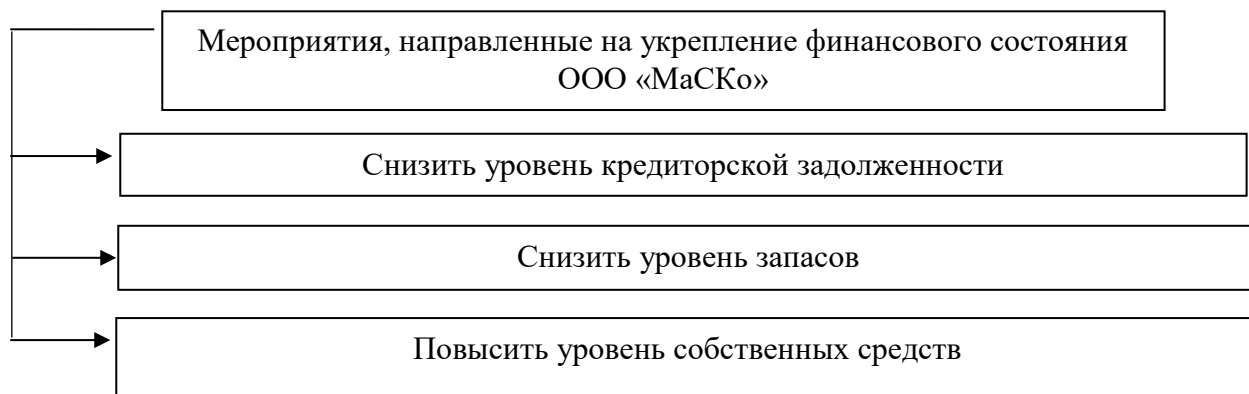 Мероприятия, направленные на укрепление финансового состояния
ООО «МаСКо»
Снизить уровень кредиторской задолженности
Снизить уровень запасов
Повысить уровень собственных средств